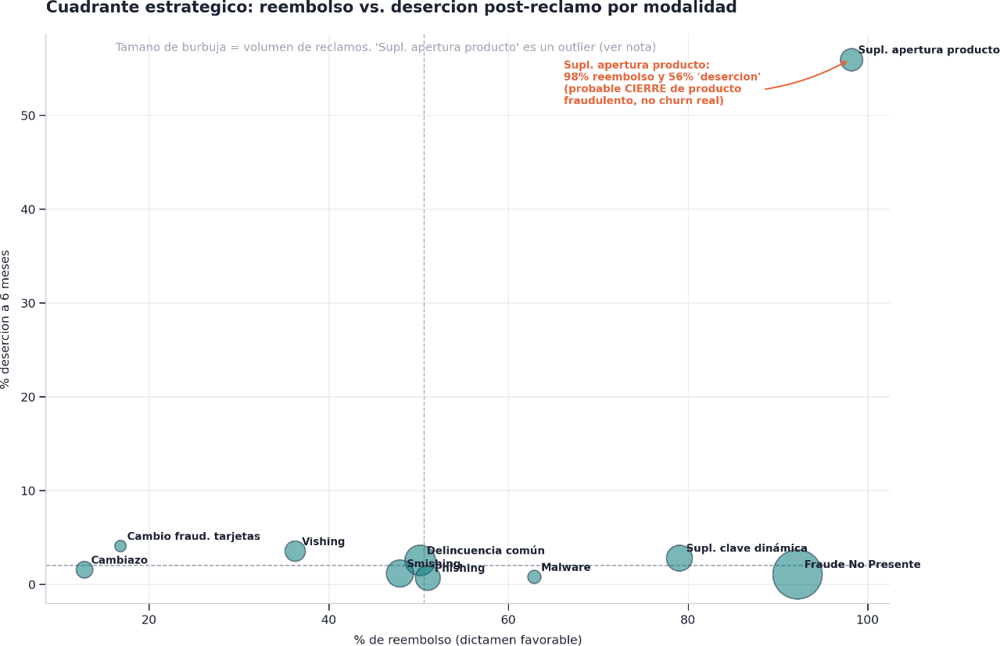 Cuadrante estrategico: reembolso vs. desercion post-reclamo por modalidad
Tamano de burbuja = volumen de reclamos. 'Supl. apertura producto' es un outlier (ver nota)
Supl. apertura producto
Supl. apertura producto:
98% reembolso y 56% 'desercion'
(probable CIERRE de producto
fraudulento, no churn real)
% desercion a 6 meses
50
40
30
20
10
0
Cambio fraud. tarjetas
Cambiazo
Vishing
Delincuencia común
Smishing
Phishing
Malware
Supl. clave dinámica
Fraude No Presente
20
40
60
80
100
% de reembolso (dictamen favorable)